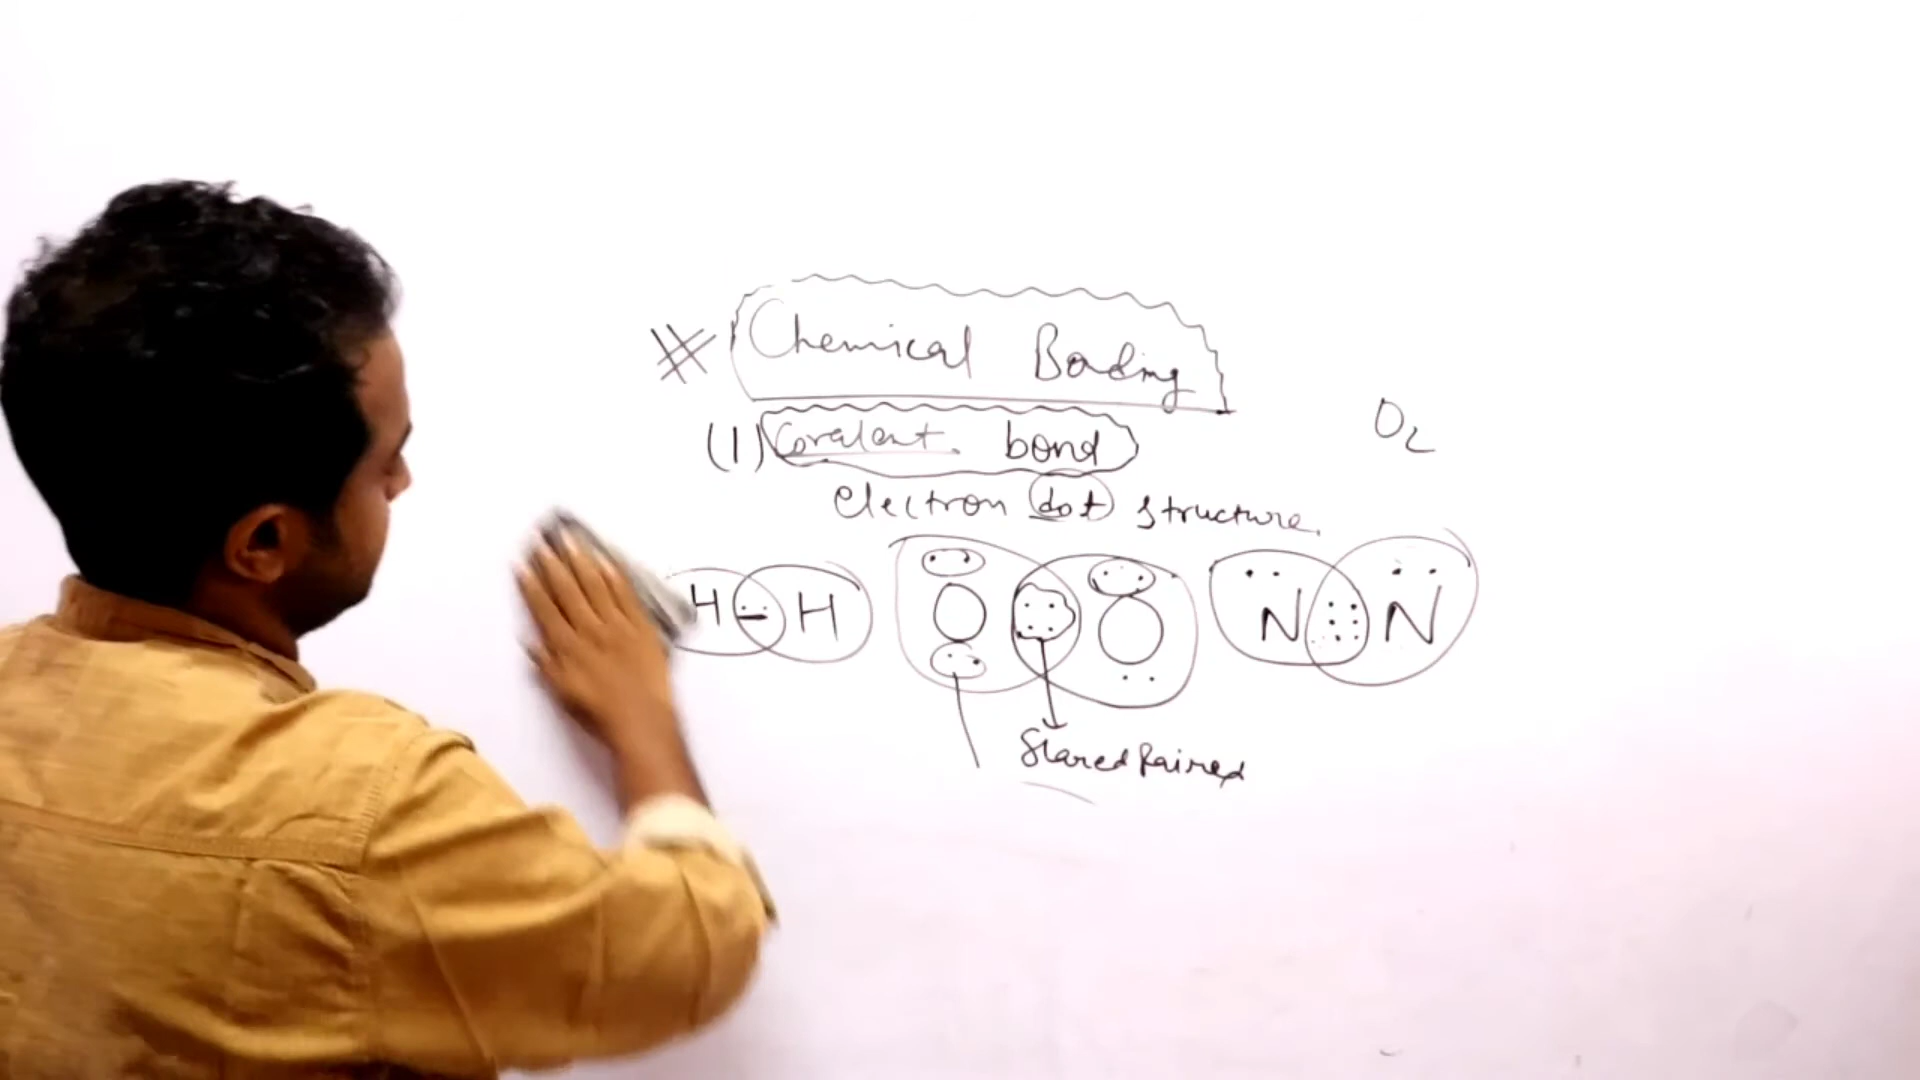 Chemical Bonding
(1) Covalent bond
O2
electron dot structure.
H H O O N N
Shared Paired